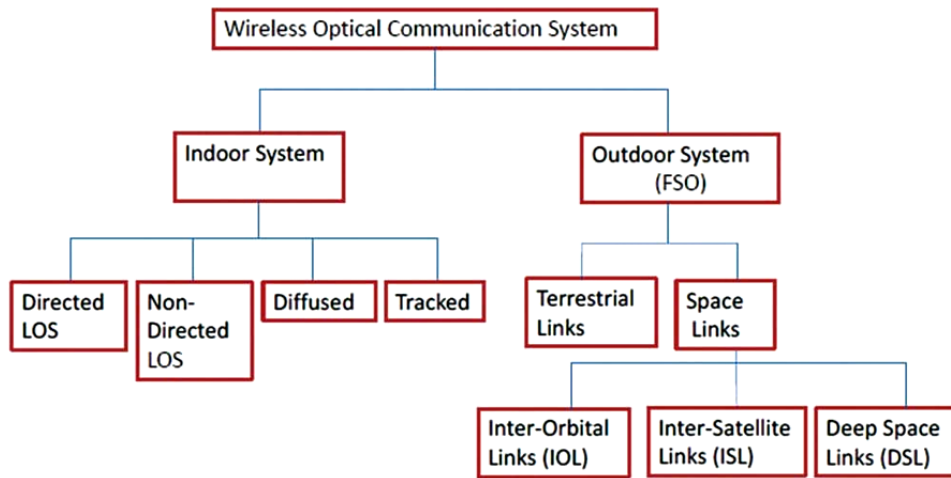 Wireless Optical Communication System
Indoor System
Outdoor System
(FSO)
Directed
LOS
Non-
Directed
LOS
Diffused
Tracked
Terrestrial
Links
Space
Links
Inter-Orbital
Links (IOL)
Inter-Satellite
Links (ISL)
Deep Space
Links (DSL)